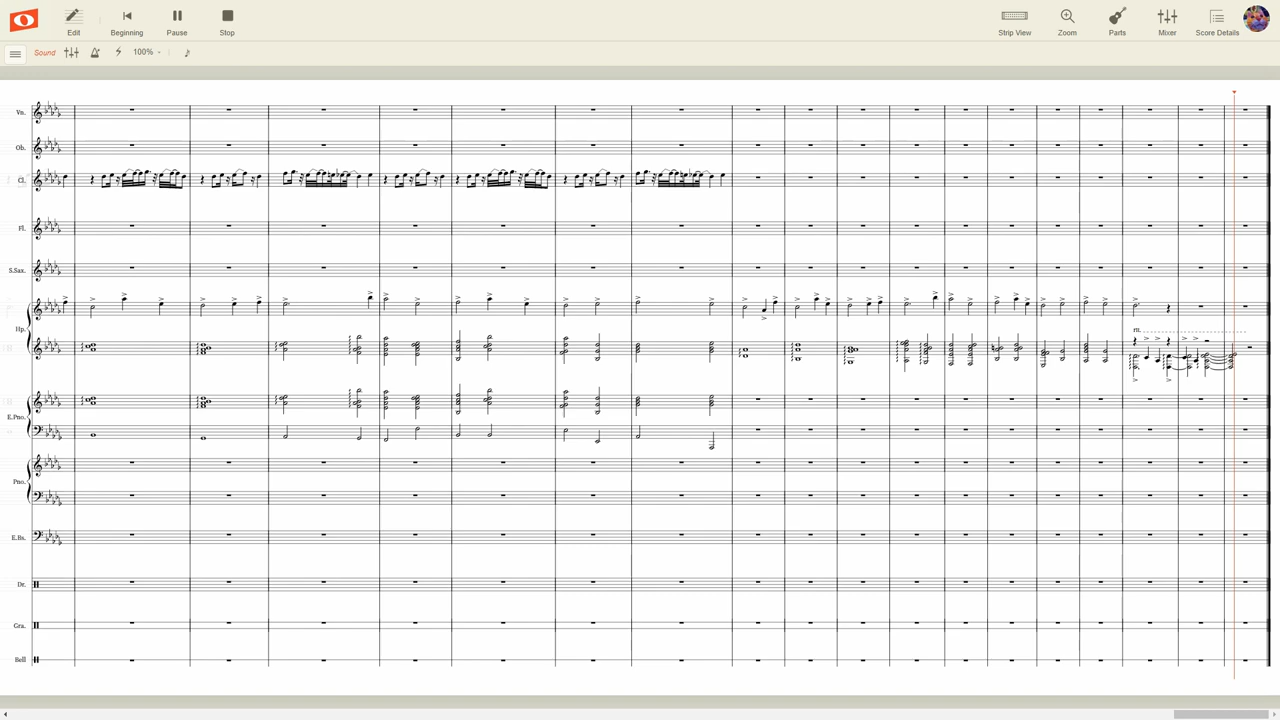 Edit
Beginning
Pause
Stop
Strip View
Zoom
Parts
Mixer
Score Details
Sound
100%
Vn.
Ob.
Cl.
Fl.
S.Sax.
Hp.
rit.
E.Pno.
Pno.
E.Bs.
Dr.
Gra.
Bell